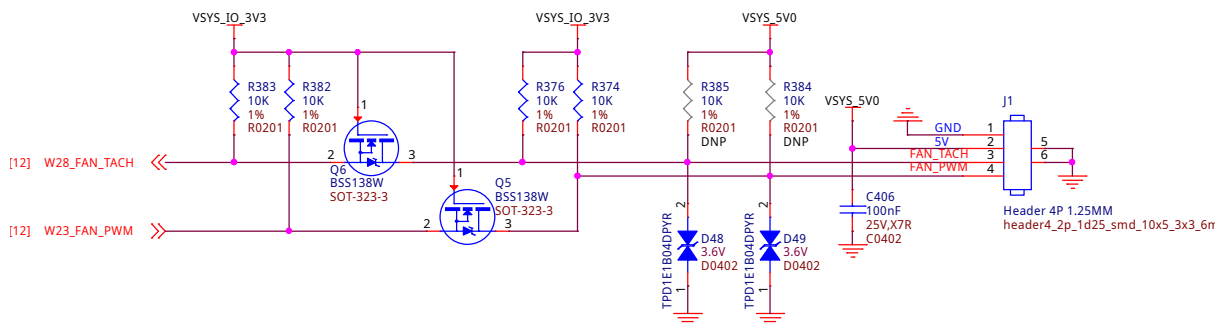 VSYS_IO_3V3
VSYS_IO_3V3
VSYS_5V0
R383
10K
1%
R0201
R382
10K
1%
R0201
R376
10K
1%
R0201
R374
10K
1%
R0201
R385
10K
1%
R0201
DNP
R384
10K
1%
R0201
DNP
VSYS_5V0
J1
GND
1
5V
2
FAN_TACH
3
FAN_PWM
4
5
6
[12] W28_FAN_TACH
1
2
3
Q6
BSS138W
SOT-323-3
1
Q5
BSS138W
SOT-323-3
[12] W23_FAN_PWM
2
3
TPD1E1B04DPYR
2
D48
3.6V
D0402
1
TPD1E1B04DPYR
2
D49
3.6V
D0402
1
C406
100nF
25V,X7R
C0402
Header 4P 1.25MM
header4_2p_1d25_smd_10x5_3x3_6m